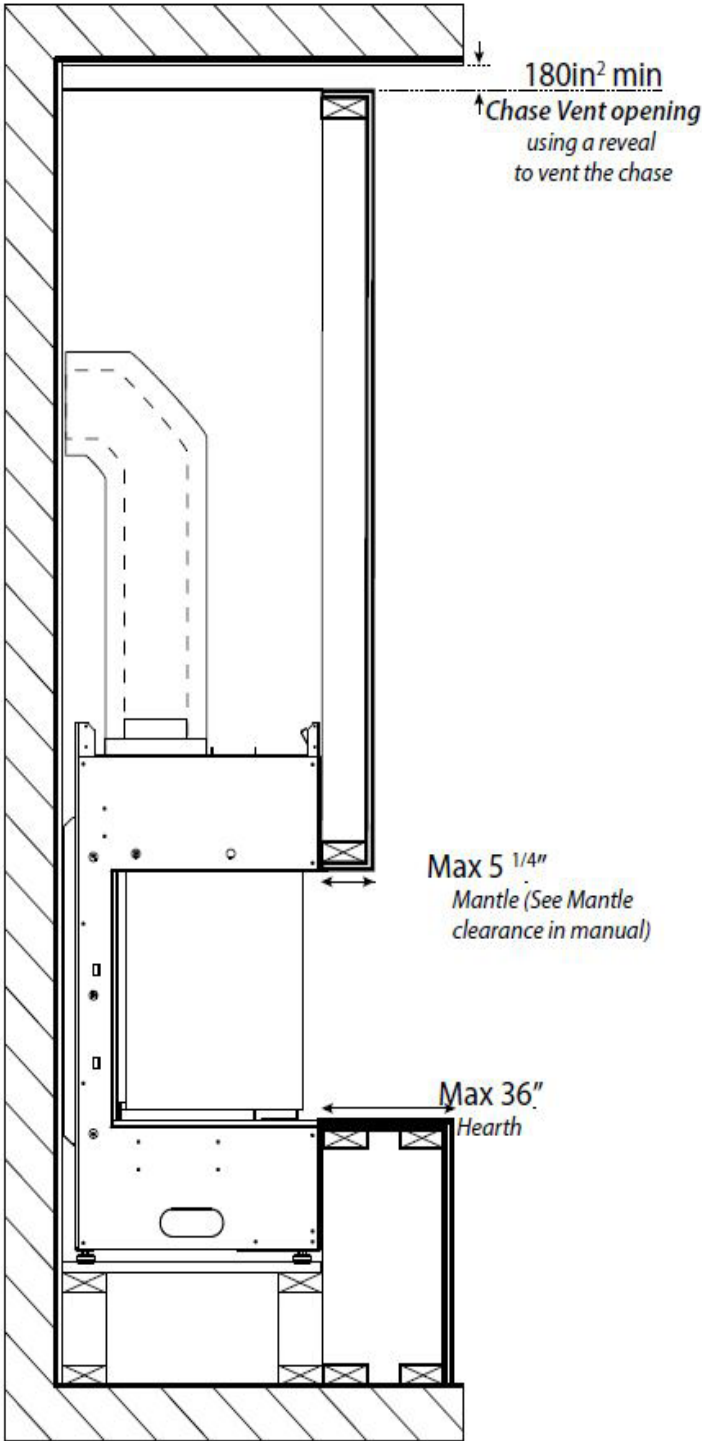 180in² min
Chase Vent opening
using a reveal
to vent the chase
Max 5 1/4"
Mantle (See Mantle
clearance in manual)
Max 36"
Hearth